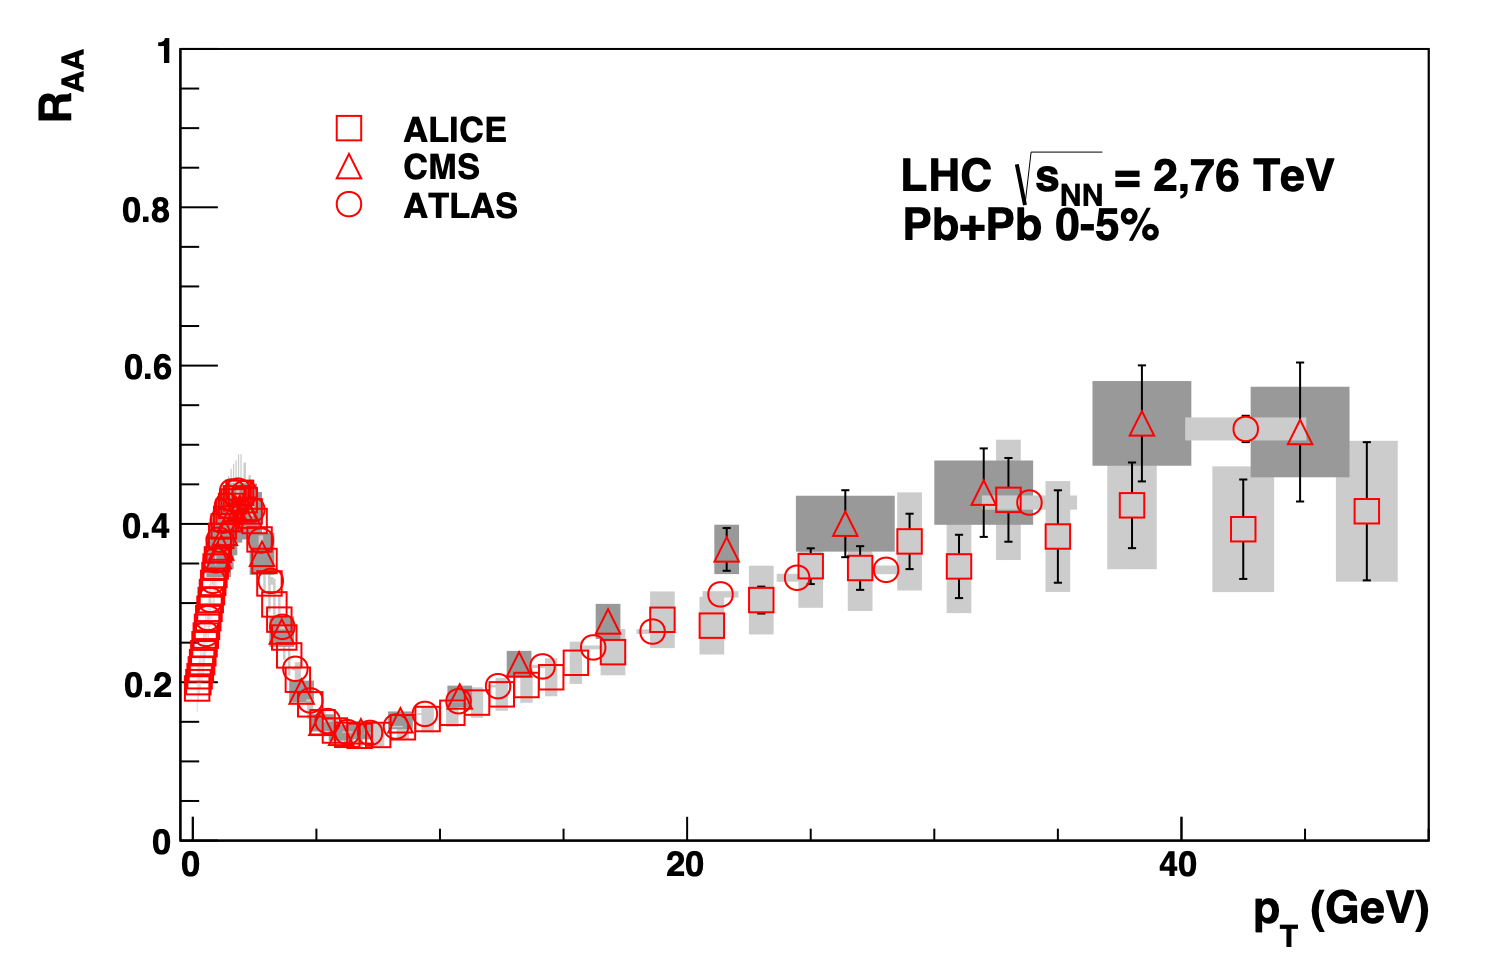 R_AA
1
0.8
0.6
0.4
0.2
0
ALICE
CMS
ATLAS
LHC √s_NN = 2,76 TeV
Pb+Pb 0-5%
0 20 40
p_T (GeV)